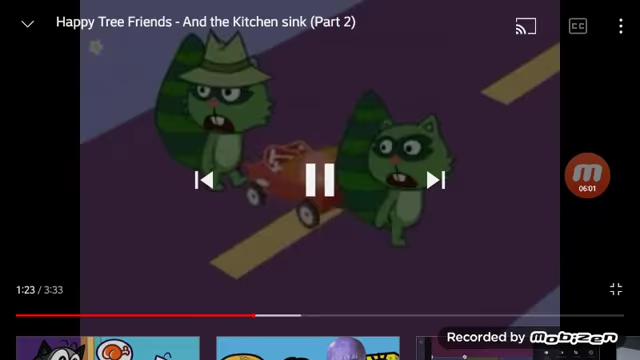 Happy Tree Friends - And the Kitchen sink (Part 2)
CC
06:01
1:23 / 3:33
Recorded by mobizen